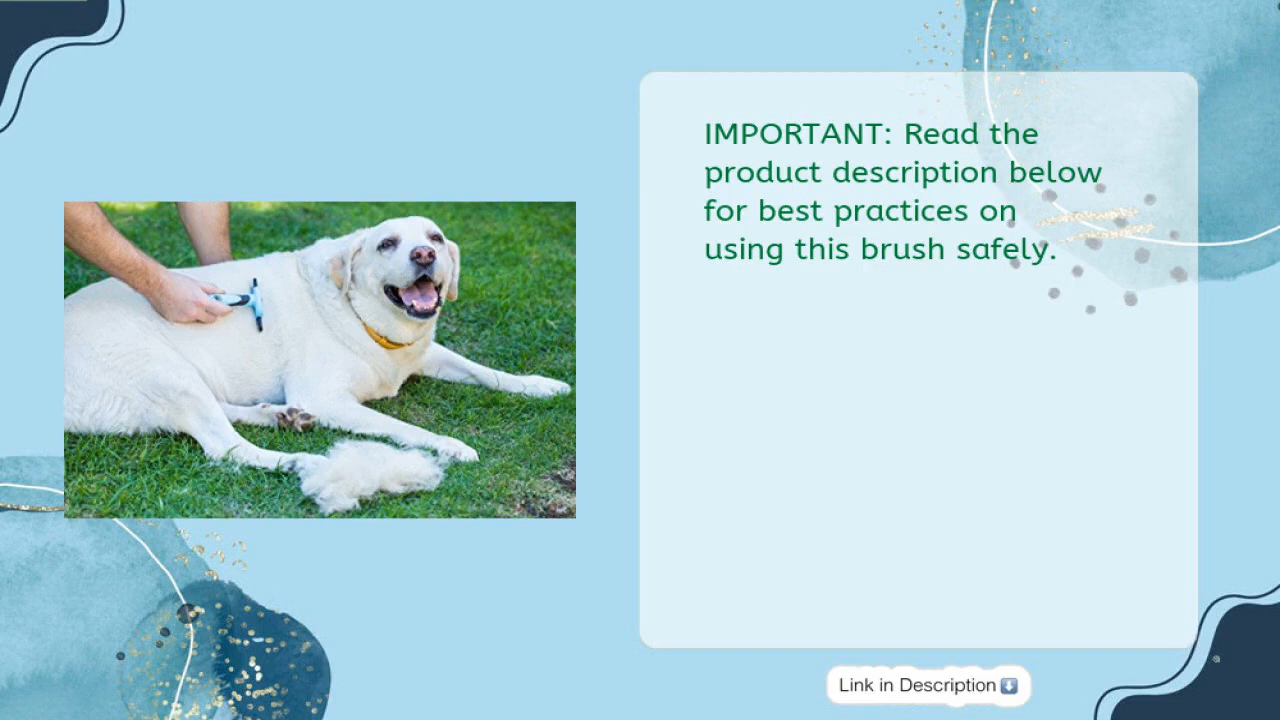 IMPORTANT: Read the
product description below
for best practices on
using this brush safely.
Link in Description⬇️